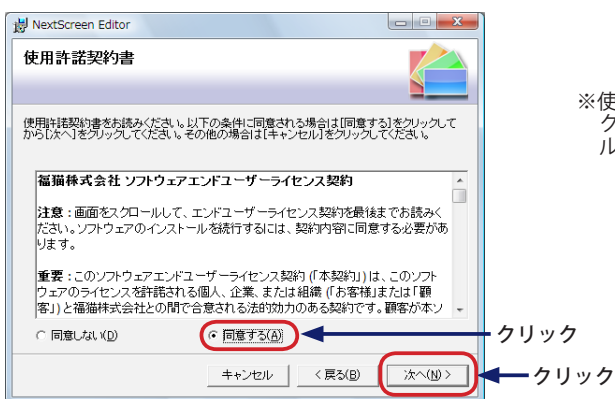 NextScreen Editor
使用許諾契約書
使用許諾契約書をお読みください。以下の条件に同意される場合は[同意する]をクリックして
から[次へ]をクリックしてください。その他の場合は[キャンセル]をクリックしてください。
福猫株式会社 ソフトウェアエンドユーザーライセンス契約
注意：画面をスクロールして、エンドユーザーライセンス契約を最後までお読みく
ださい。ソフトウェアのインストールを続行するには、契約内容に同意する必要があ
ります。
重要：このソフトウェアエンドユーザーライセンス契約(「本契約」)は、このソフト
ウェアのライセンスを許諾される個人、企業、または組織(「お客様」または「顧
客」)と福猫株式会社との間で合意される法的効力のある契約です。顧客が本ソ
同意しない(D)
同意する(A)
クリック
キャンセル
< 戻る(B)
次へ(N) >
クリック
※使
ク
ル